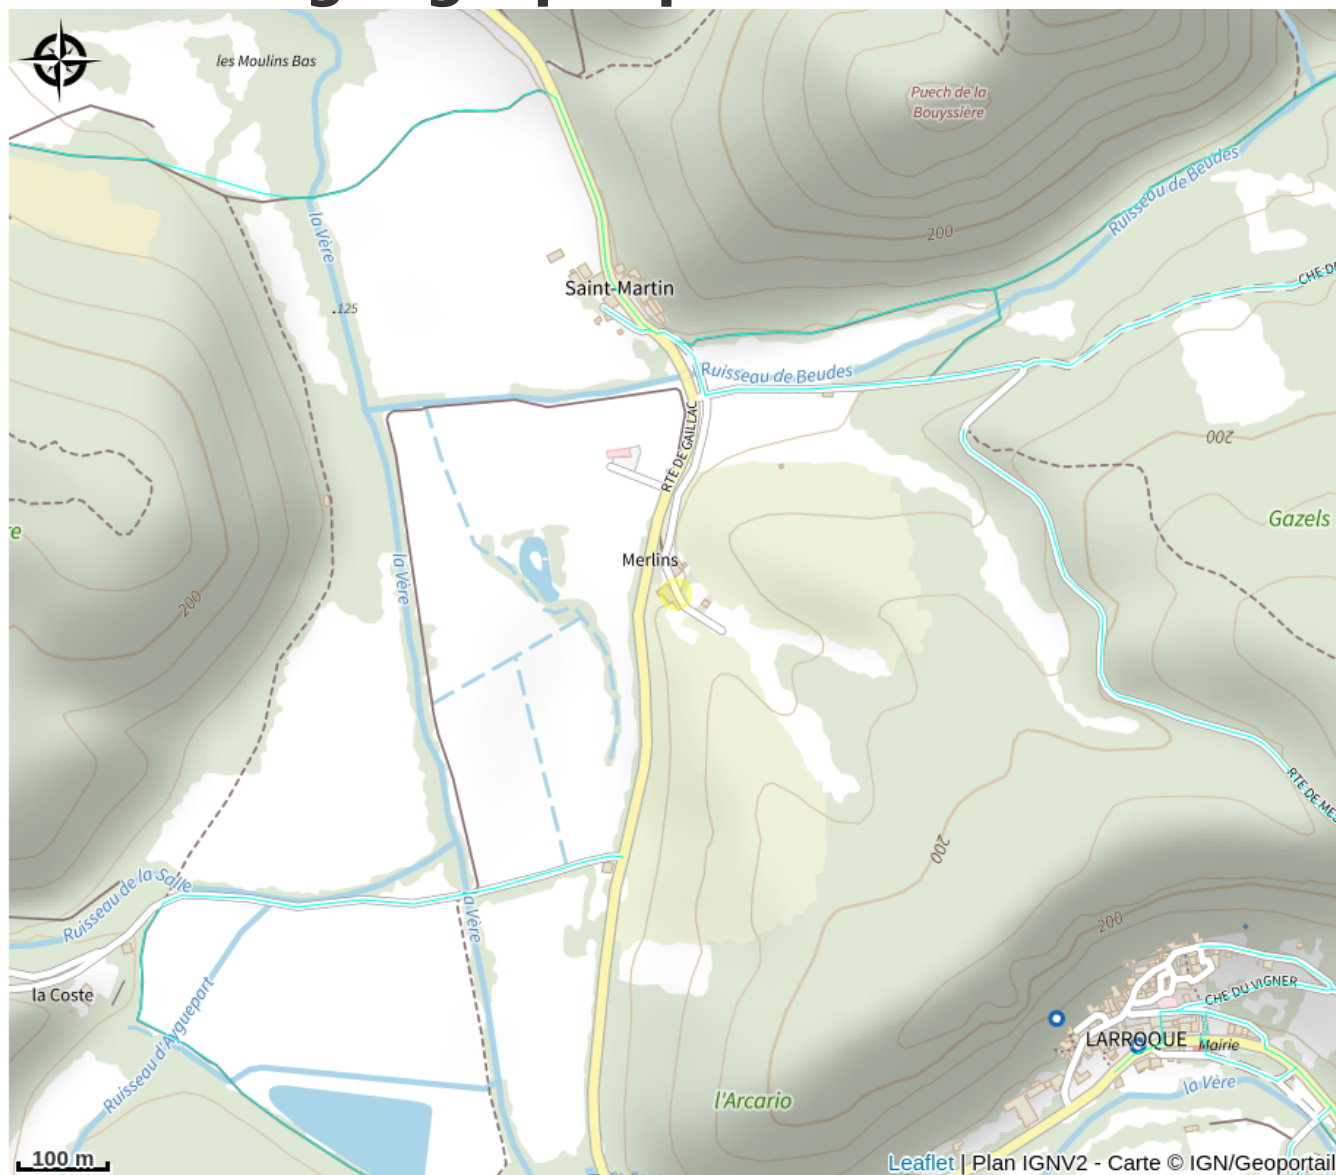 les Moulins Bas
Puech de la
Bouyssière
Ruisseau de Beudes
la Vère
200
CHE DE
Saint-Martin
.125
Ruisseau de Beudes
RTE DE GAILLAC
200
Gazels
re
Merlins
la Vère
200
RTE DE MES
200
Ruisseau de la Salle
la Vère
200
la Coste
CHE DU VIGNER
Ruisseau d'Ayguepart
LARROQUE
Mairie
la Vère
l'Arcario
100 m
Leaflet | Plan IGNV2 - Carte © IGN/Geoportail